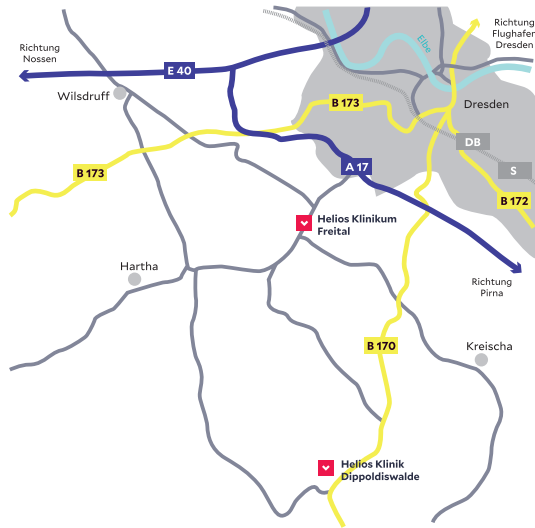 Richtung
Nossen
E 40
Elbe
Richtung
Flughafen
Dresden
Wilsdruff
B 173
Dresden
DB
B 173
A 17
S
B 172
Helios Klinikum
Freital
Hartha
Richtung
Pirna
B 170
Kreischa
Helios Klinik
Dippoldiswalde